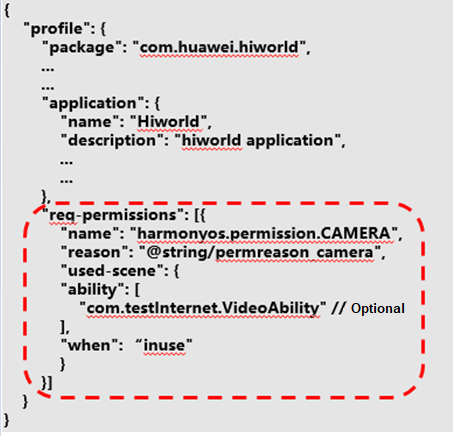 {
"profile": {
"package": "com.huawei.hiworld",
...
...
"application": {
"name": "Hiworld",
"description": "hiworld application",
...
...
},
"req-permissions": [{
"name": "harmonyos.permission.CAMERA",
"reason": "@string/permreason_camera",
"used-scene": {
"ability": [
"com.testInternet.VideoAbility" // Optional
],
"when": “inuse"
}
}]
}
}